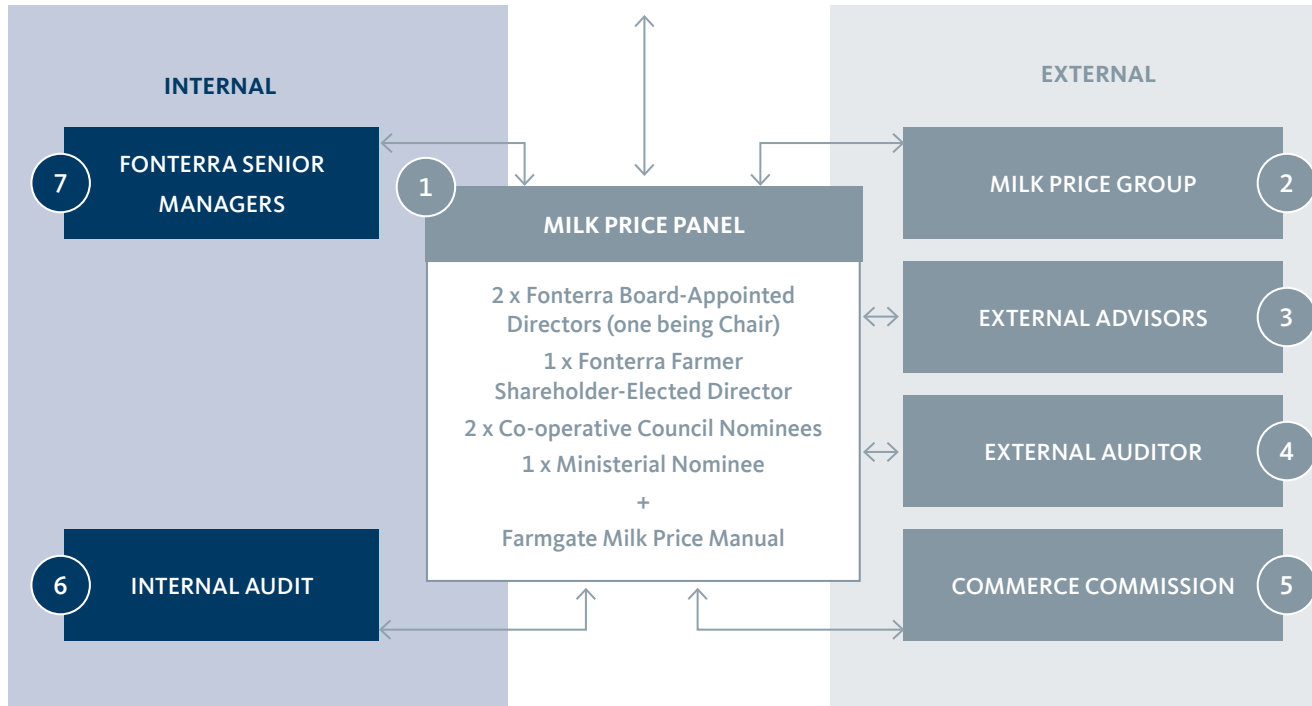 INTERNAL
7
FONTERRA SENIOR
MANAGERS
6
INTERNAL AUDIT
1
MILK PRICE PANEL
2 x Fonterra Board-Appointed
Directors (one being Chair)
1 x Fonterra Farmer
Shareholder-Elected Director
2 x Co-operative Council Nominees
1 x Ministerial Nominee
+
Farmgate Milk Price Manual
EXTERNAL
MILK PRICE GROUP
2
EXTERNAL ADVISORS
3
EXTERNAL AUDITOR
4
COMMERCE COMMISSION
5